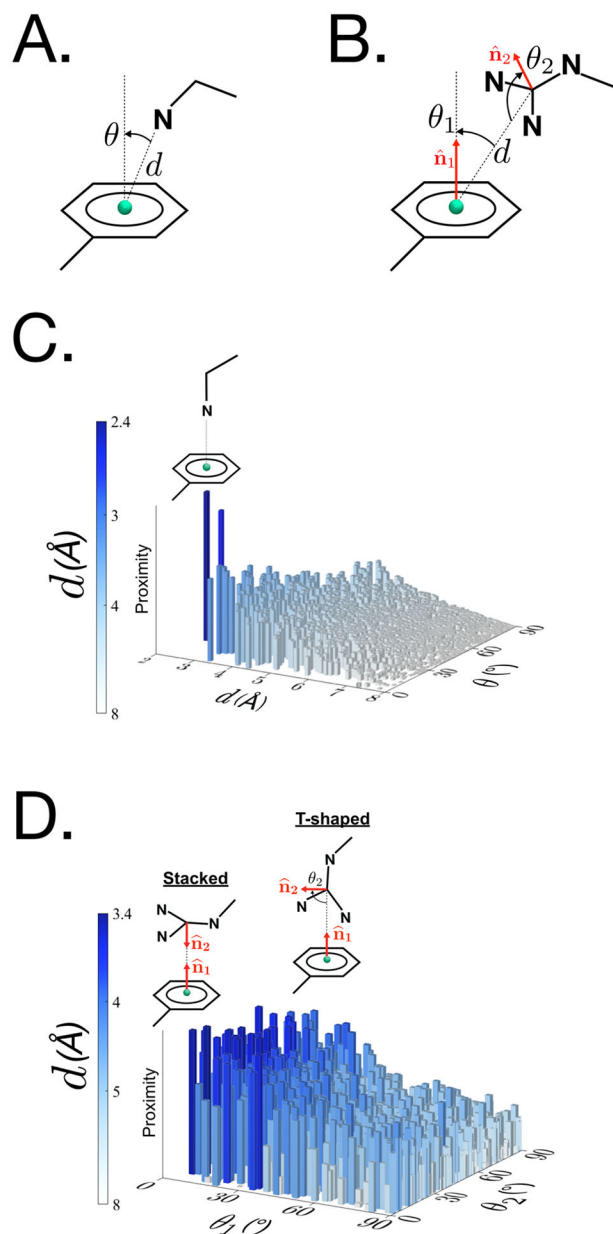 A.
B.
θ
N
d
n̂₂
θ₂
N
N
N
θ₁
n̂₁
d
C.
N
2.4
3
4
8
d(Å)
Proximity
2
3
4
5
6
7
8
d(Å)
0
30
60
90
θ(°)
D.
T-shaped
Stacked
N
θ₂
n̂₂
N
N
n̂₁
N
N
N
n̂₂
n̂₁
3.4
4
5
8
d(Å)
Proximity
0
30
60
90
θ₁(°)
0
30
60
90
θ₂(°)